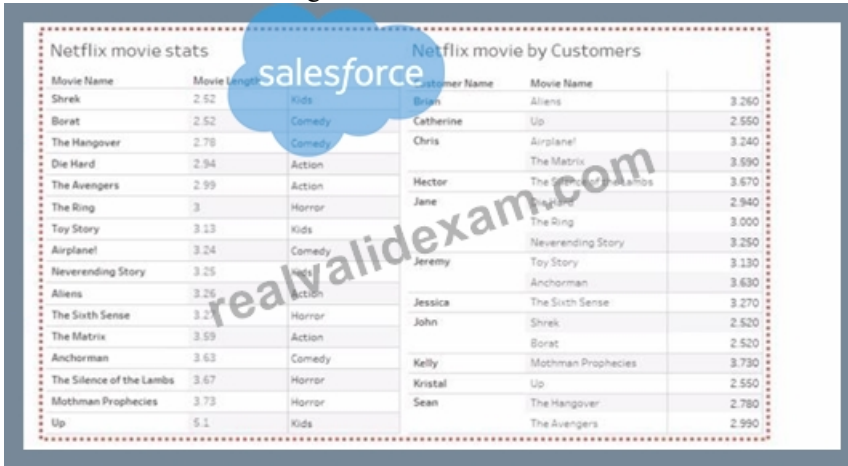 Netflix movie stats
Movie Name Movie Length
Shrek 2.52 Kids
Borat 2.52 Comedy
The Hangover 2.78 Comedy
Die Hard 2.94 Action
The Avengers 2.99 Action
The Ring 3 Horror
Toy Story 3.13 Kids
Airplane! 3.24 Comedy
Neverending Story 3.25 Kids
Aliens 3.26 Action
The Sixth Sense 3.27 Horror
The Matrix 3.59 Action
Anchorman 3.63 Comedy
The Silence of the Lambs 3.67 Horror
Mothman Prophecies 3.73 Horror
Up 5.1 Kids
salesforce
Netflix movie by Customers
Customer Name Movie Name
Brian Aliens 3.260
Catherine Up 2.550
Chris Airplane! 3.240
The Matrix 3.590
Hector The Silence of the Lambs 3.670
Jane Die Hard 2.940
The Ring 3.000
Neverending Story 3.250
Jeremy Toy Story 3.130
Anchorman 3.630
Jessica The Sixth Sense 3.270
John Shrek 2.520
Borat 2.520
Kelly Mothman Prophecies 3.730
Kristal Up 2.550
Sean The Hangover 2.780
The Avengers 2.990
realvalidexam.com